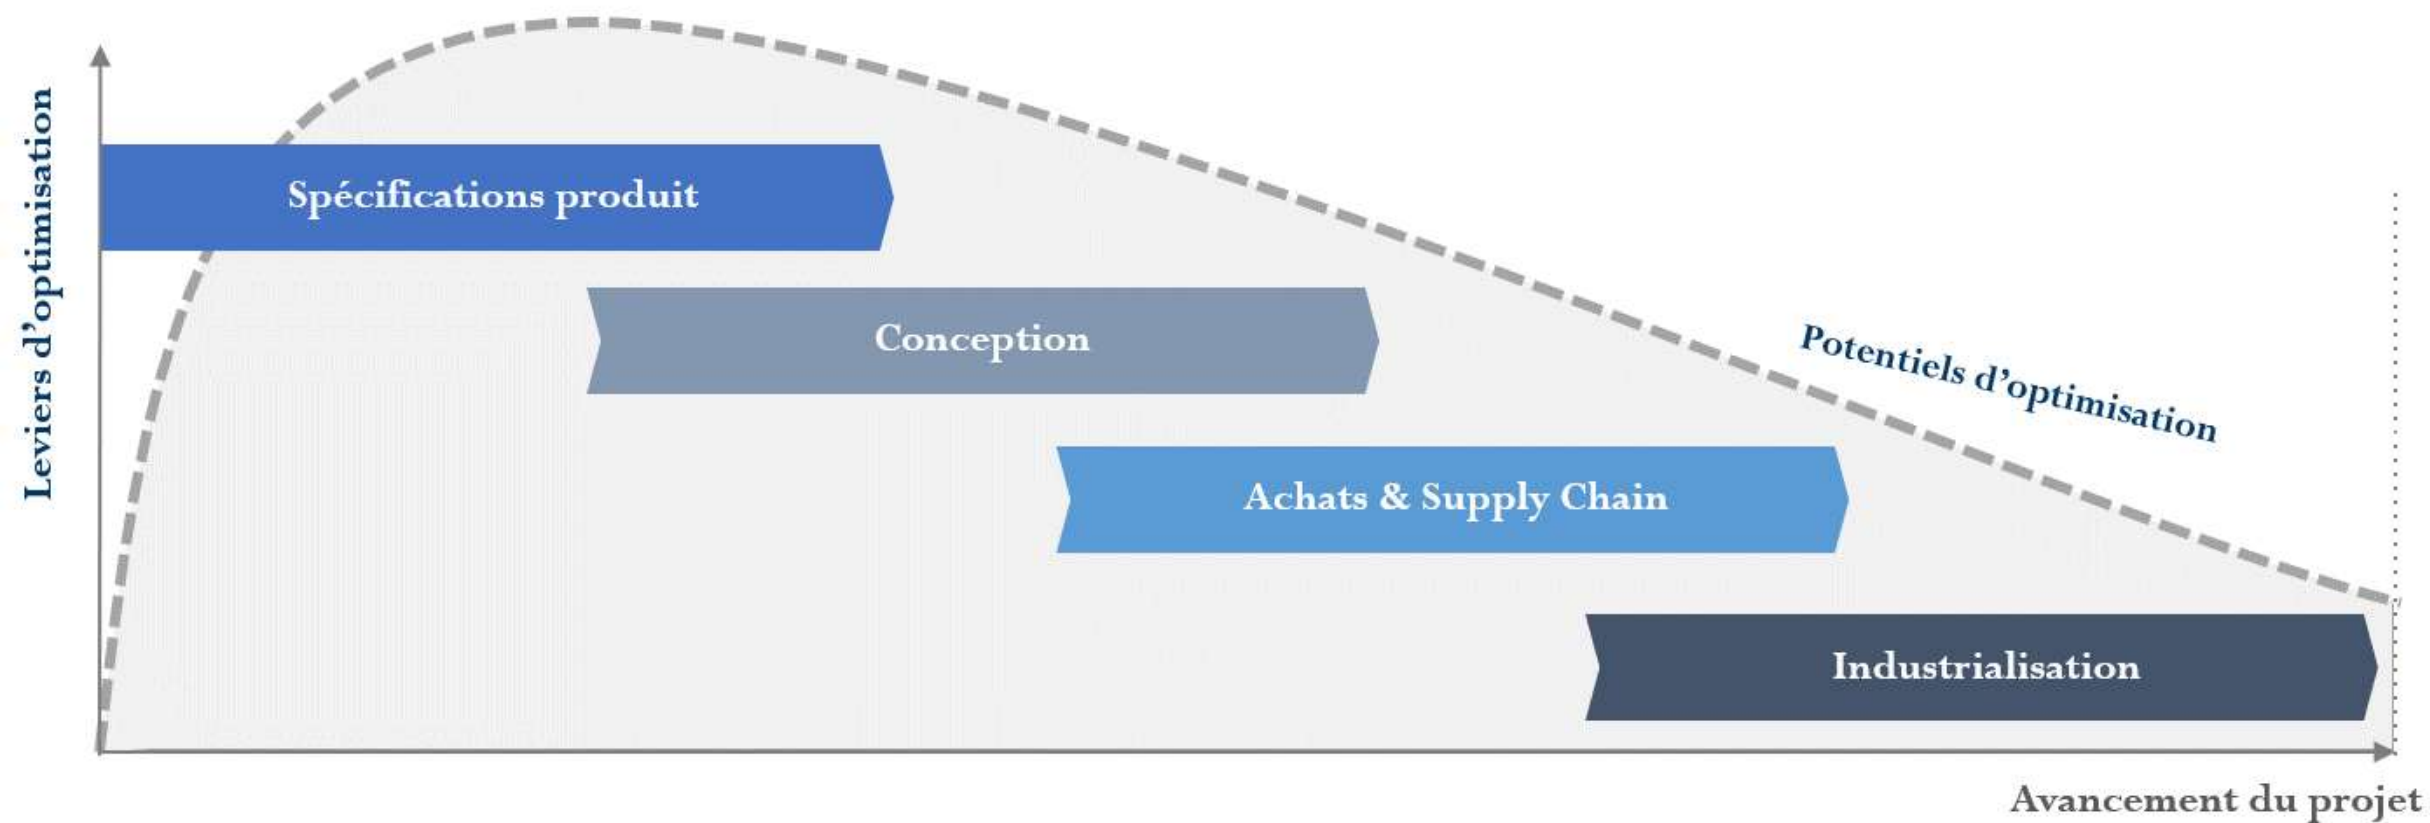 Leviers d’optimisation
Spécifications produit
Conception
Potentiels d’optimisation
Achats & Supply Chain
Industrialisation
Avancement du projet